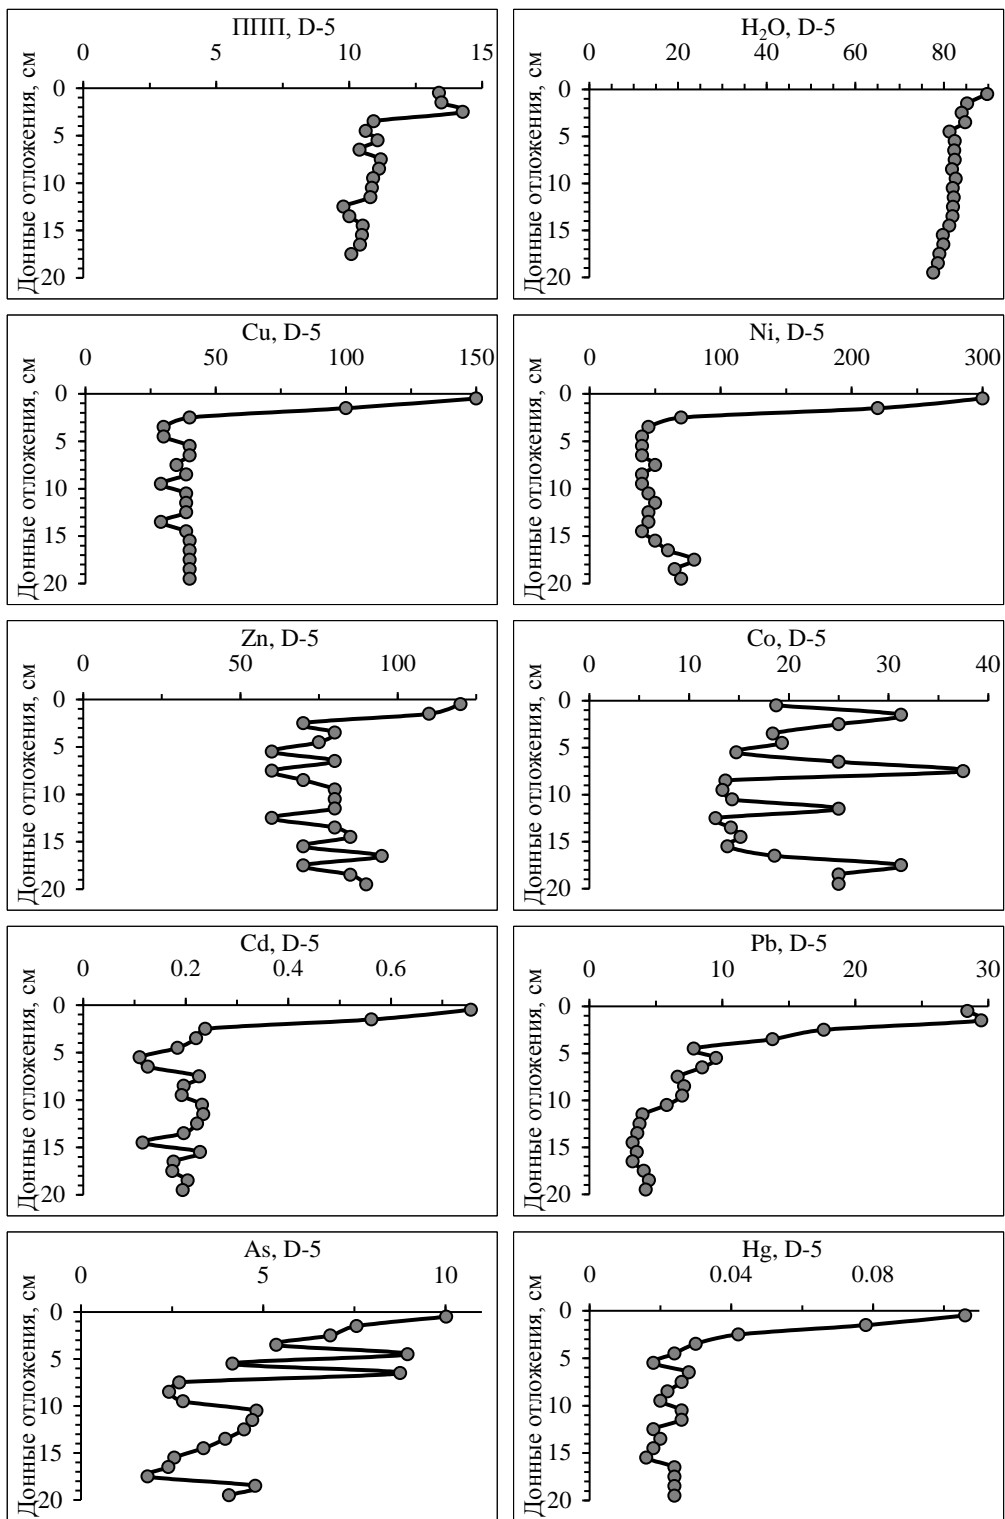 ППП, D-5
0 5 10 15
0
5
10
15
20
Донные отложения, см
H₂O, D-5
0 20 40 60 80
0
5
10
15
20
Донные отложения, см
Cu, D-5
0 50 100 150
0
5
10
15
20
Донные отложения, см
Ni, D-5
0 100 200 300
0
5
10
15
20
Донные отложения, см
Zn, D-5
0 50 100
0
5
10
15
20
Донные отложения, см
Co, D-5
0 10 20 30 40
0
5
10
15
20
Донные отложения, см
Cd, D-5
0 0.2 0.4 0.6
0
5
10
15
20
Донные отложения, см
Pb, D-5
0 10 20 30
0
5
10
15
20
Донные отложения, см
As, D-5
0 5 10
0
5
10
15
20
Донные отложения, см
Hg, D-5
0 0.04 0.08
0
5
10
15
20
Донные отложения, см